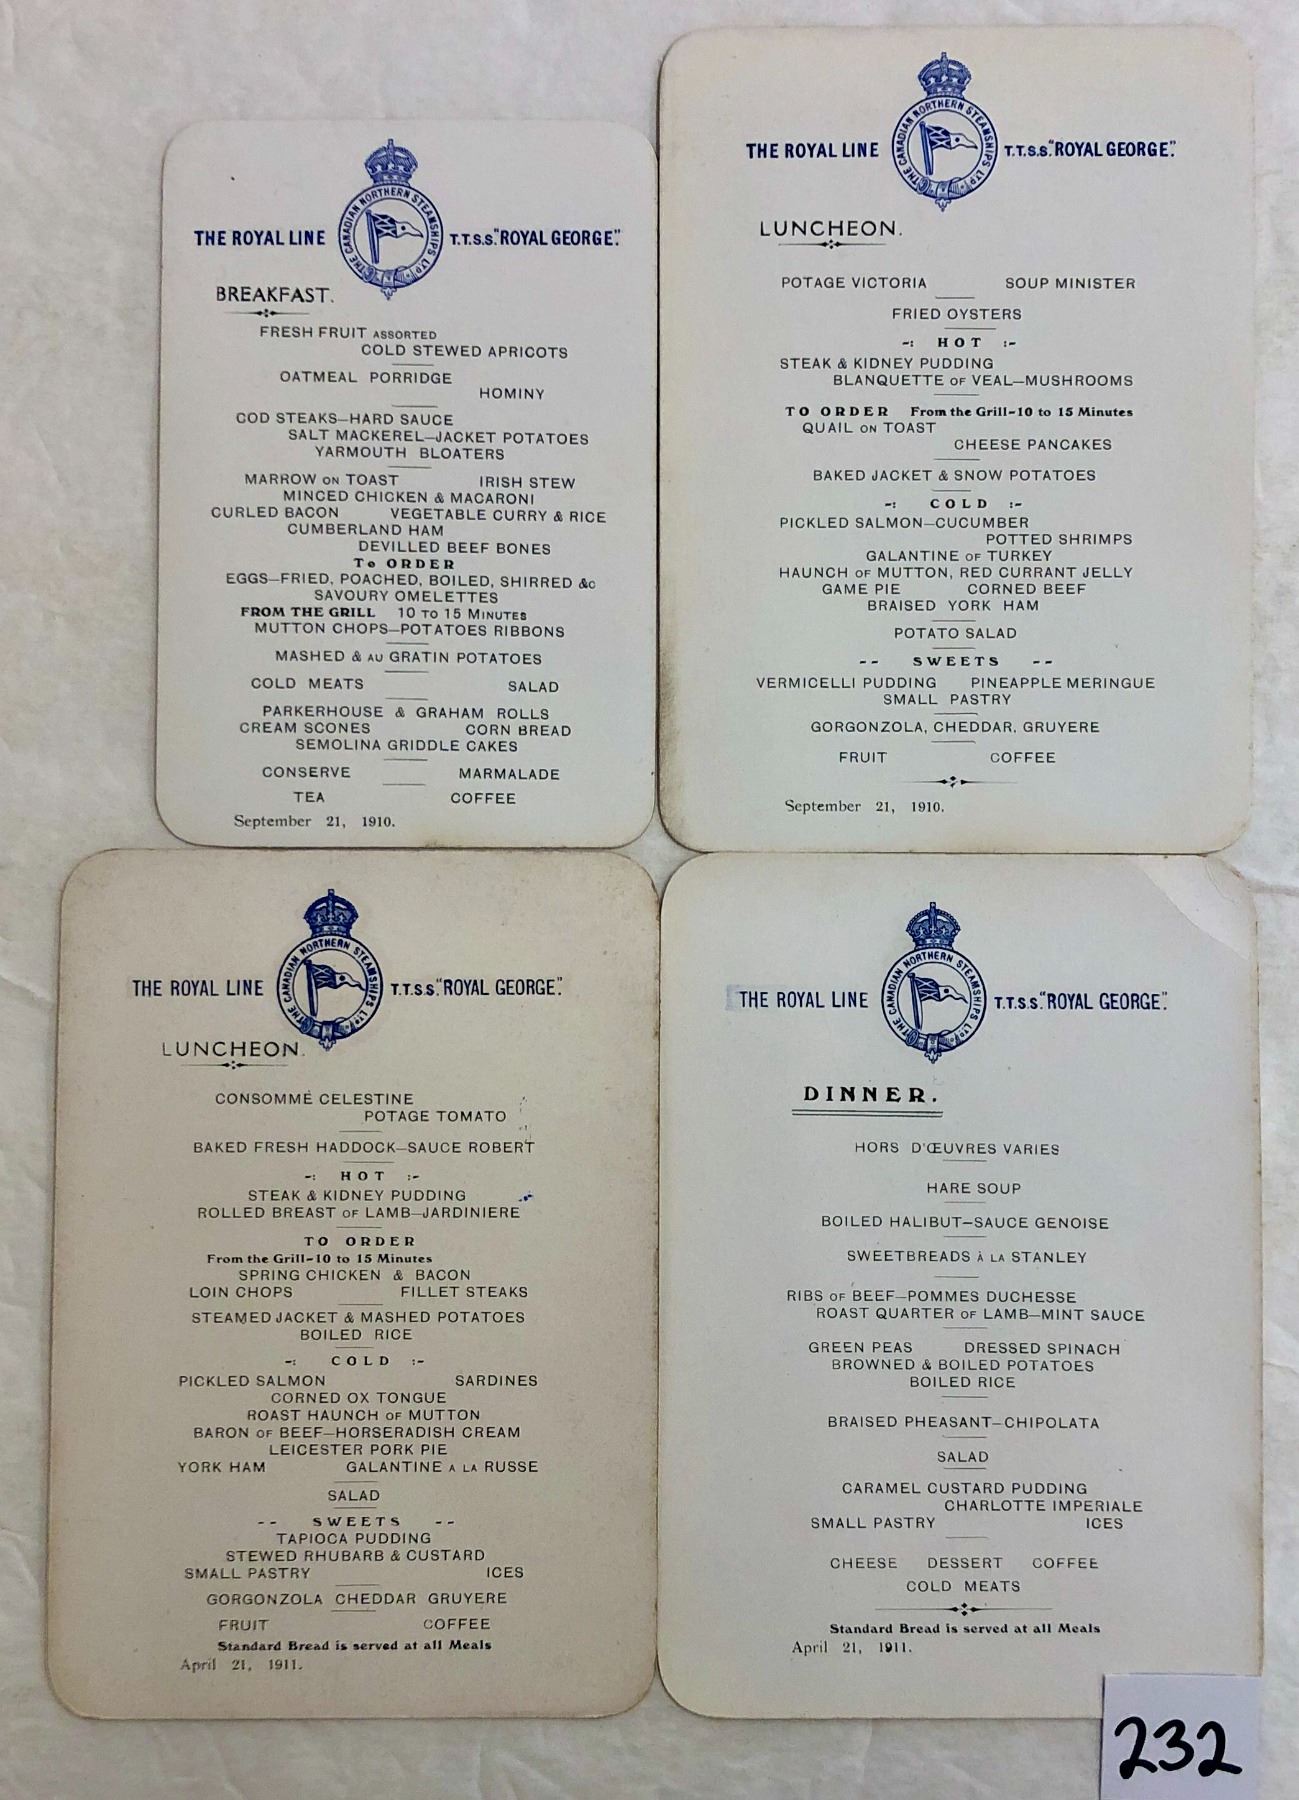 THE ROYAL LINE
THE CANADIAN NORTHERN STEAMSHIPS LTD
T.T.S.S. "ROYAL GEORGE".
BREAKFAST.
FRESH FRUIT ASSORTED
COLD STEWED APRICOTS
OATMEAL PORRIDGE
HOMINY
COD STEAKS—HARD SAUCE
SALT MACKEREL—JACKET POTATOES
YARMOUTH BLOATERS
MARROW ON TOAST IRISH STEW
MINCED CHICKEN & MACARONI
CURLED BACON VEGETABLE CURRY & RICE
CUMBERLAND HAM
DEVILLED BEEF BONES
To ORDER
EGGS—FRIED, POACHED, BOILED, SHIRRED &c
SAVOURY OMELETTES
FROM THE GRILL 10 TO 15 MINUTES
MUTTON CHOPS—POTATOES RIBBONS
MASHED & AU GRATIN POTATOES
COLD MEATS SALAD
PARKERHOUSE & GRAHAM ROLLS
CREAM SCONES CORN BREAD
SEMOLINA GRIDDLE CAKES
CONSERVE MARMALADE
TEA COFFEE
September 21, 1910.
THE ROYAL LINE
THE CANADIAN NORTHERN STEAMSHIPS LTD
T.T.S.S. "ROYAL GEORGE".
LUNCHEON.
POTAGE VICTORIA SOUP MINISTER
FRIED OYSTERS
-: HOT :-
STEAK & KIDNEY PUDDING
BLANQUETTE OF VEAL—MUSHROOMS
TO ORDER From the Grill-10 to 15 Minutes
QUAIL ON TOAST
CHEESE PANCAKES
BAKED JACKET & SNOW POTATOES
-: COLD :-
PICKLED SALMON—CUCUMBER
POTTED SHRIMPS
GALANTINE OF TURKEY
HAUNCH OF MUTTON, RED CURRANT JELLY
GAME PIE CORNED BEEF
BRAISED YORK HAM
POTATO SALAD
-- SWEETS --
VERMICELLI PUDDING PINEAPPLE MERINGUE
SMALL PASTRY
GORGONZOLA, CHEDDAR, GRUYERE
FRUIT COFFEE
September 21, 1910.
THE ROYAL LINE
THE CANADIAN NORTHERN STEAMSHIPS LTD
T.T.S.S. "ROYAL GEORGE".
LUNCHEON.
CONSOMMÉ CELESTINE
POTAGE TOMATO
BAKED FRESH HADDOCK—SAUCE ROBERT
-: HOT :-
STEAK & KIDNEY PUDDING
ROLLED BREAST OF LAMB—JARDINIERE
TO ORDER
From the Grill-10 to 15 Minutes
SPRING CHICKEN & BACON
LOIN CHOPS FILLET STEAKS
STEAMED JACKET & MASHED POTATOES
BOILED RICE
-: COLD :-
PICKLED SALMON SARDINES
CORNED OX TONGUE
ROAST HAUNCH OF MUTTON
BARON OF BEEF—HORSERADISH CREAM
LEICESTER PORK PIE
YORK HAM GALANTINE A LA RUSSE
SALAD
-- SWEETS --
TAPIOCA PUDDING
STEWED RHUBARB & CUSTARD
SMALL PASTRY ICES
GORGONZOLA CHEDDAR GRUYERE
FRUIT COFFEE
Standard Bread is served at all Meals
April 21, 1911.
THE ROYAL LINE
THE CANADIAN NORTHERN STEAMSHIPS LTD
T.T.S.S. "ROYAL GEORGE".
DINNER.
HORS D'ŒUVRES VARIES
HARE SOUP
BOILED HALIBUT—SAUCE GENOISE
SWEETBREADS À LA STANLEY
RIBS OF BEEF—POMMES DUCHESSE
ROAST QUARTER OF LAMB—MINT SAUCE
GREEN PEAS DRESSED SPINACH
BROWNED & BOILED POTATOES
BOILED RICE
BRAISED PHEASANT—CHIPOLATA
SALAD
CARAMEL CUSTARD PUDDING
CHARLOTTE IMPERIALE
SMALL PASTRY ICES
CHEESE DESSERT COFFEE
COLD MEATS
Standard Bread is served at all Meals
April 21, 1911.
232